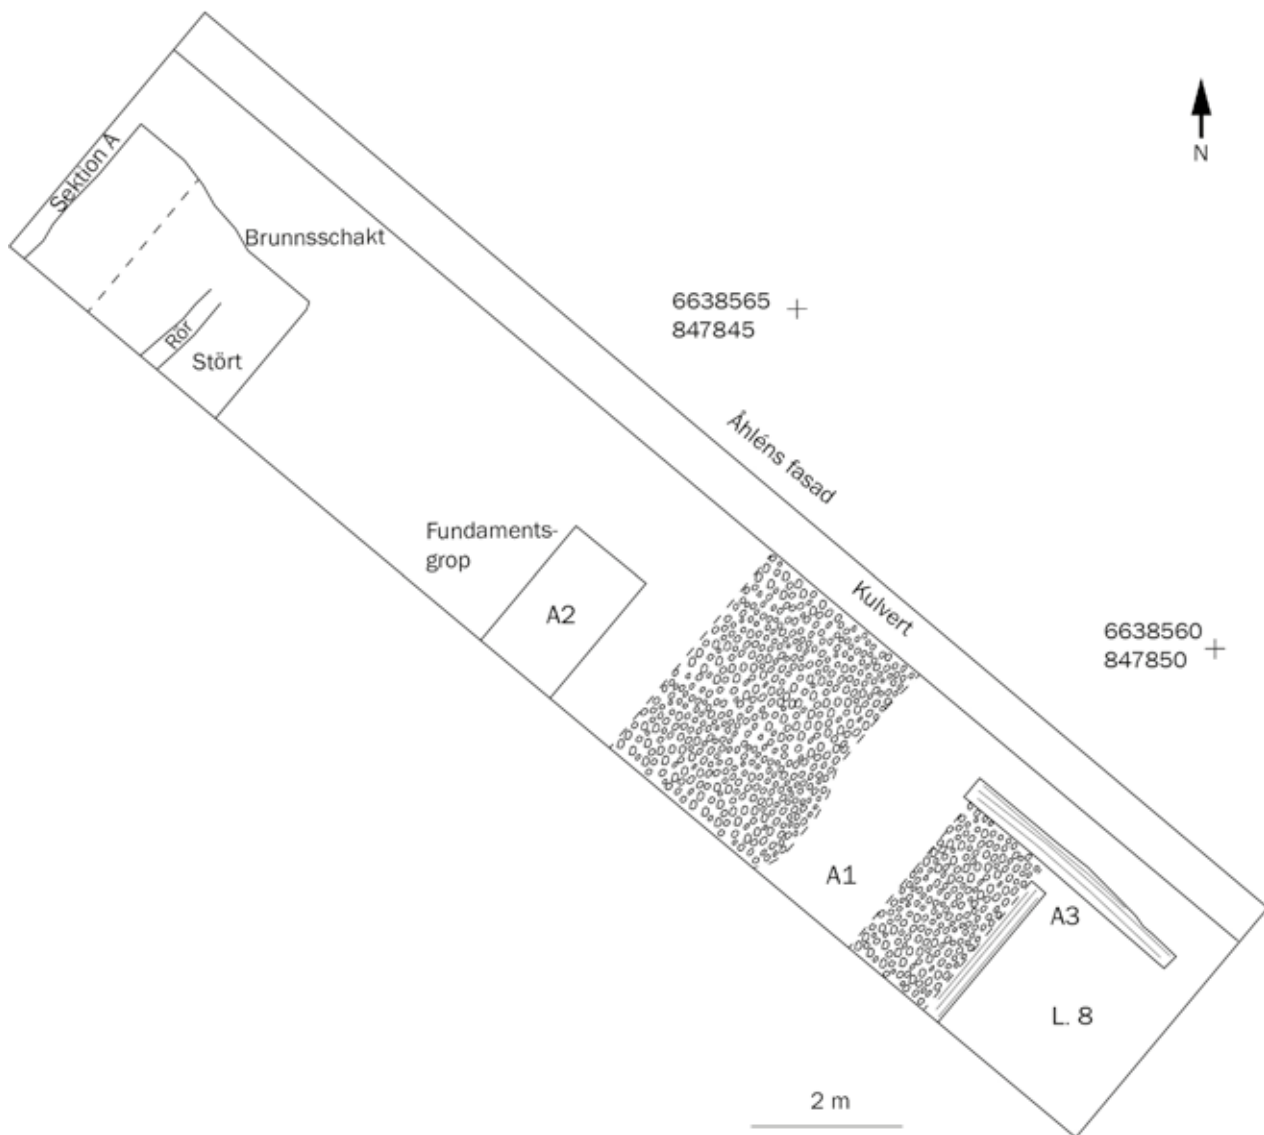 N
Sektion A
Brunnsschakt
6638565
847845
Rör
Stört
Åhléns fasad
Fundaments-
grop
A2
Kulvert
6638560
847850
A1
A3
L. 8
2 m